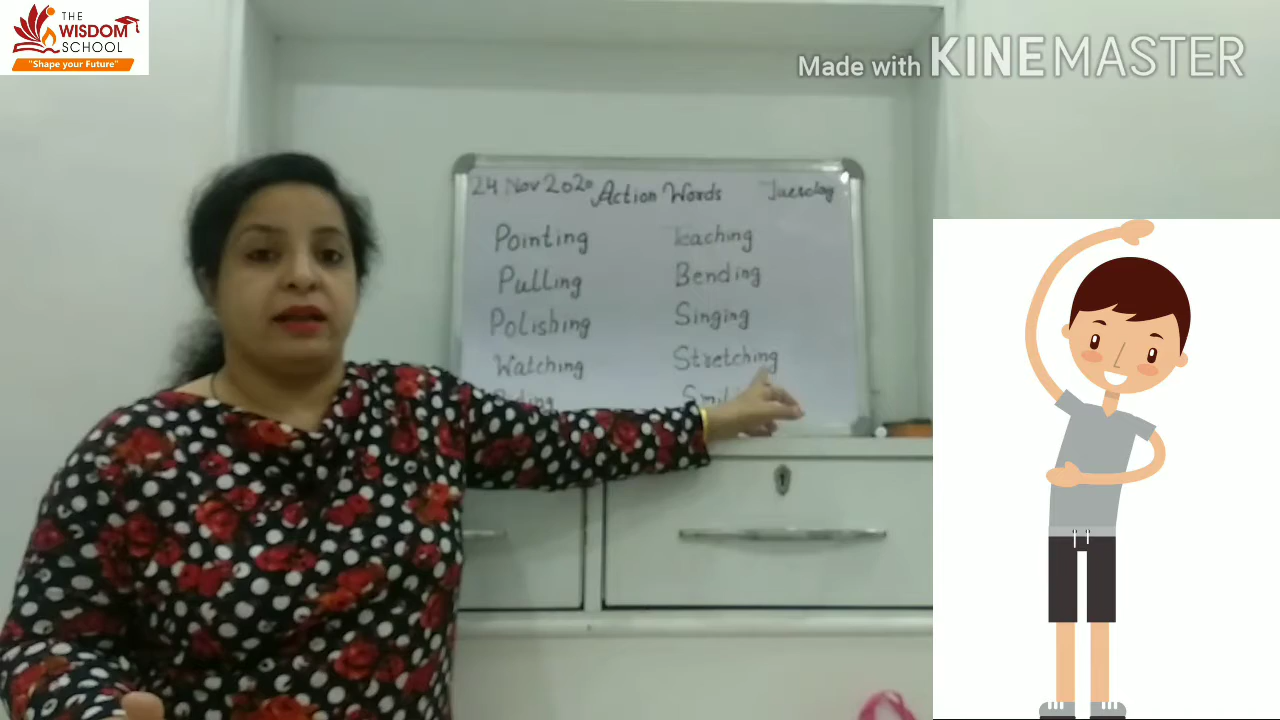 THE
WISDOM
SCHOOL
"Shape your Future"
Made with KINEMASTER
24 Nov 2020 Action Words Tuesday
Pointing Teaching
Pulling Bending
Polishing Singing
Watching Stretching